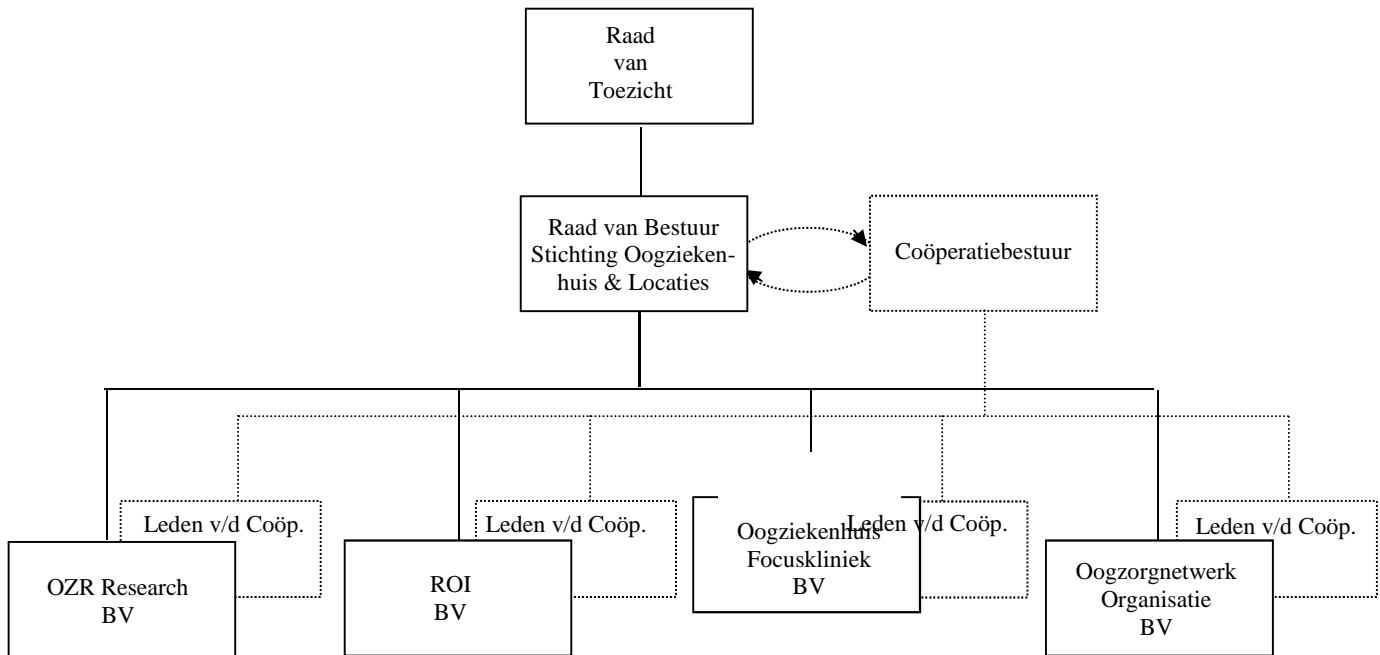 Raad
van
Toezicht
Raad van Bestuur
Stichting Oogzieken-
huis & Locaties
Coöperatiebestuur
Leden v/d Coöp.
OZR Research
BV
Leden v/d Coöp.
ROI
BV
Leden v/d Coöp.
Oogziekenhuis
Focuskliniek
BV
Leden v/d Coöp.
Oogzorgnetwerk
Organisatie
BV